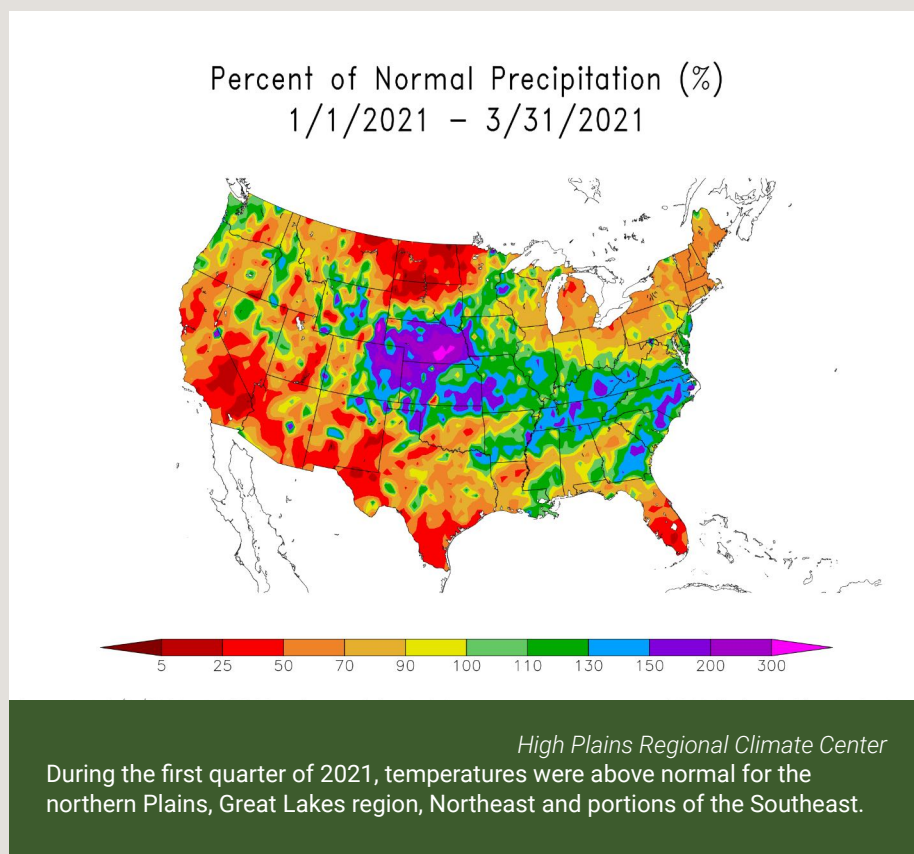 Percent of Normal Precipitation (%)
1/1/2021 – 3/31/2021
5 25 50 70 90 100 110 130 150 200 300
High Plains Regional Climate Center
During the first quarter of 2021, temperatures were above normal for the
northern Plains, Great Lakes region, Northeast and portions of the Southeast.